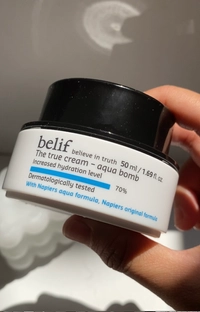 belif believe in truth 50 ml / 1.69 fl. oz
The true cream – aqua bomb
Increased hydration level
70%
Dermatologically tested
With Napiers aqua formula, Napiers original formula